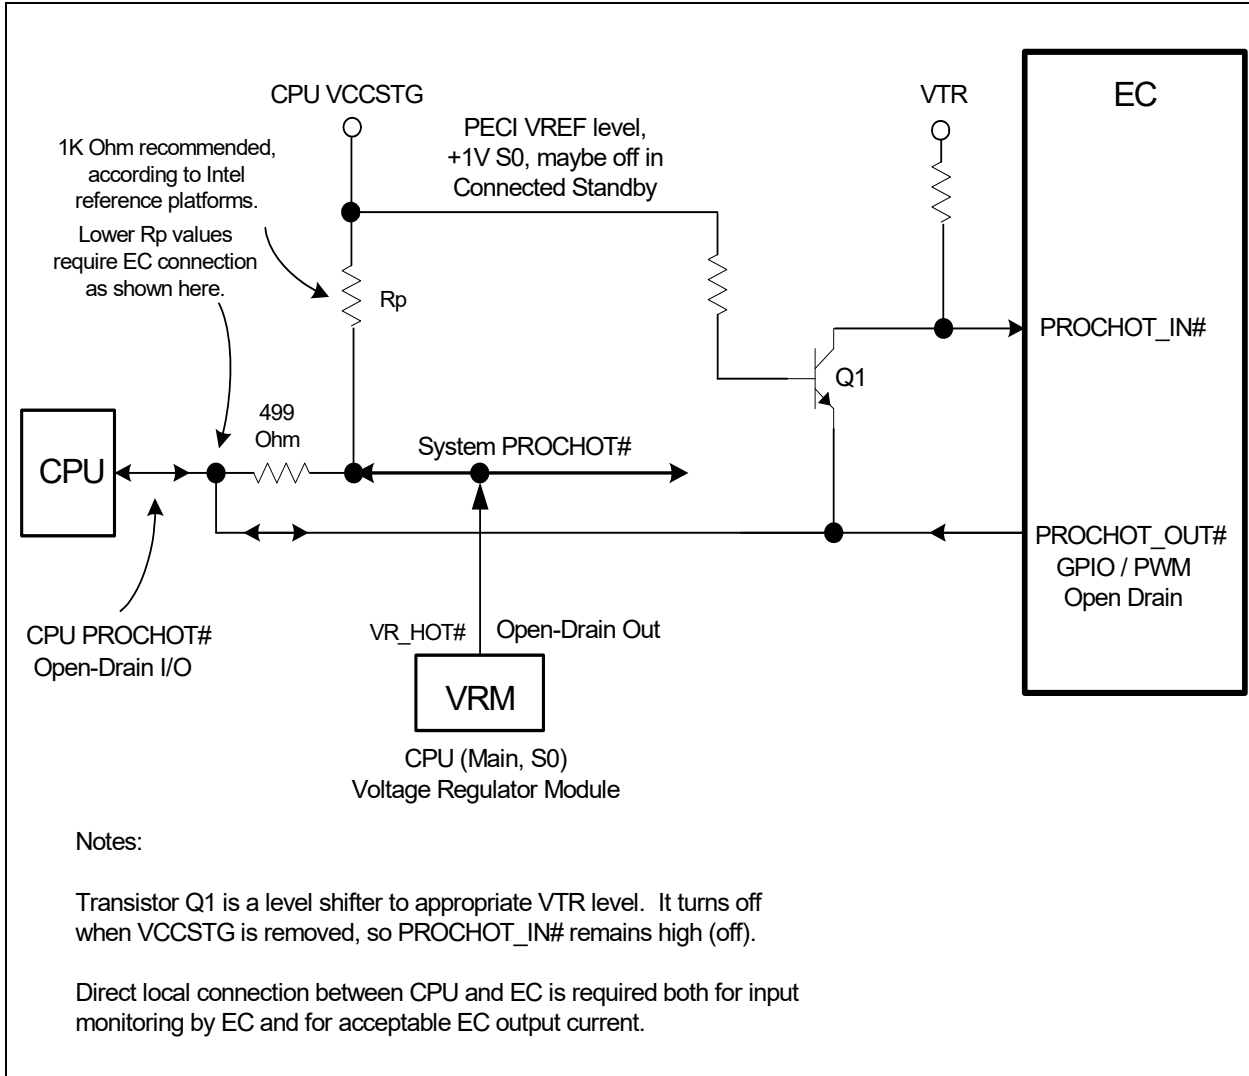 CPU VCCSTG
VTR
EC
PECI VREF level,
+1V S0, maybe off in
Connected Standby
1K Ohm recommended,
according to Intel
reference platforms.
Lower Rp values
require EC connection
as shown here.
Rp
PROCHOT_IN#
Q1
499
Ohm
System PROCHOT#
CPU
PROCHOT_OUT#
GPIO / PWM
Open Drain
CPU PROCHOT#
Open-Drain I/O
VR_HOT#
Open-Drain Out
VRM
CPU (Main, S0)
Voltage Regulator Module
Notes:
Transistor Q1 is a level shifter to appropriate VTR level.  It turns off
when VCCSTG is removed, so PROCHOT_IN# remains high (off).
Direct local connection between CPU and EC is required both for input
monitoring by EC and for acceptable EC output current.